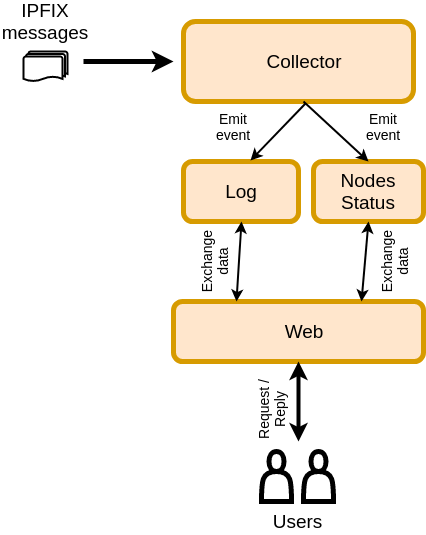 IPFIX
messages
Collector
Emit
event
Emit
event
Log
Nodes
Status
Exchange
data
Exchange
data
Web
Request /
Reply
Users